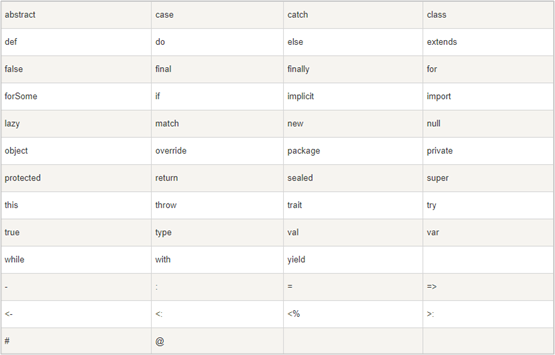 abstract case catch class
def do else extends
false final finally for
forSome if implicit import
lazy match new null
object override package private
protected return sealed super
this throw trait try
true type val var
while with yield
- : = =>
<- <: <% >:
# @